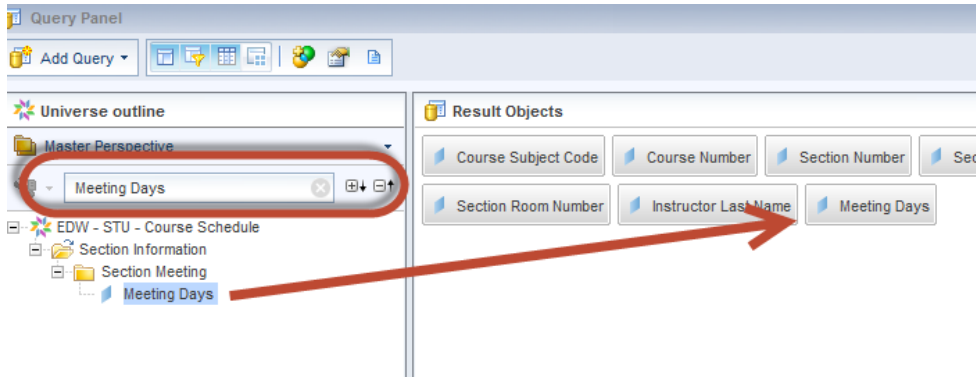 Query Panel
Add Query
Universe outline
Result Objects
Master Perspective
Meeting Days
Course Subject Code
Course Number
Section Number
Sec
Section Room Number
Instructor Last Name
Meeting Days
EDW - STU - Course Schedule
Section Information
Section Meeting
Meeting Days